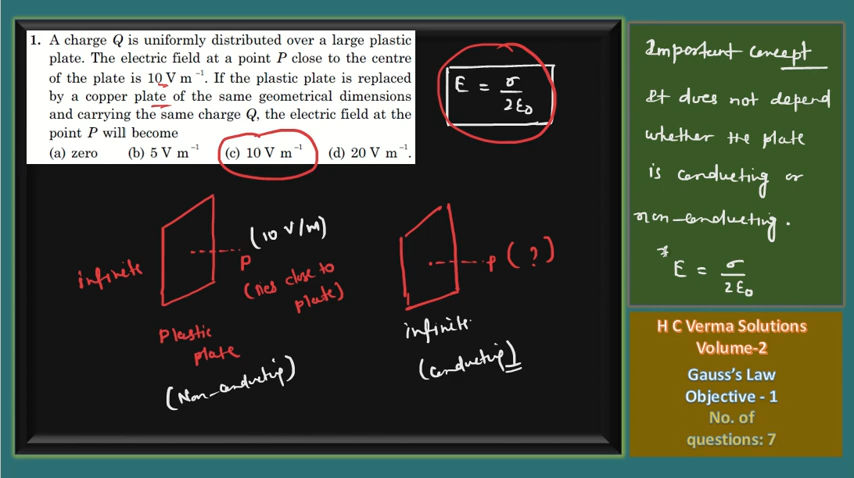 1. A charge Q is uniformly distributed over a large plastic
plate. The electric field at a point P close to the centre
of the plate is 10 V m⁻¹. If the plastic plate is replaced
by a copper plate of the same geometrical dimensions
and carrying the same charge Q, the electric field at the
point P will become
(a) zero (b) 5 V m⁻¹ (c) 10 V m⁻¹ (d) 20 V m⁻¹.
E = σ / 2ε₀
infinite
P
(10 V/m)
(lies close to
plate)
Plastic
plate
(Non-conducting)
P (?)
infinite
(conducting)
Important concept
It does not depend
whether the plate
is conducting or
non-conducting.
* E = σ / 2ε₀
H C Verma Solutions
Volume-2
Gauss's Law
Objective - 1
No. of
questions: 7